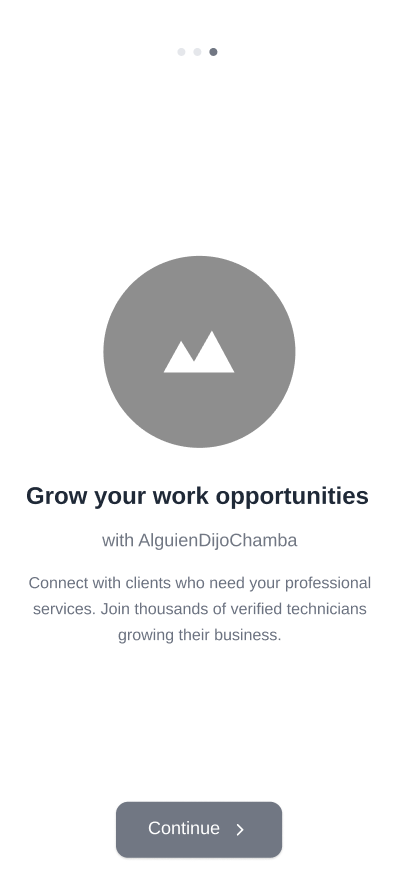 Grow your work opportunities
with AlguienDijoChamba
Connect with clients who need your professional
services. Join thousands of verified technicians
growing their business.
Continue